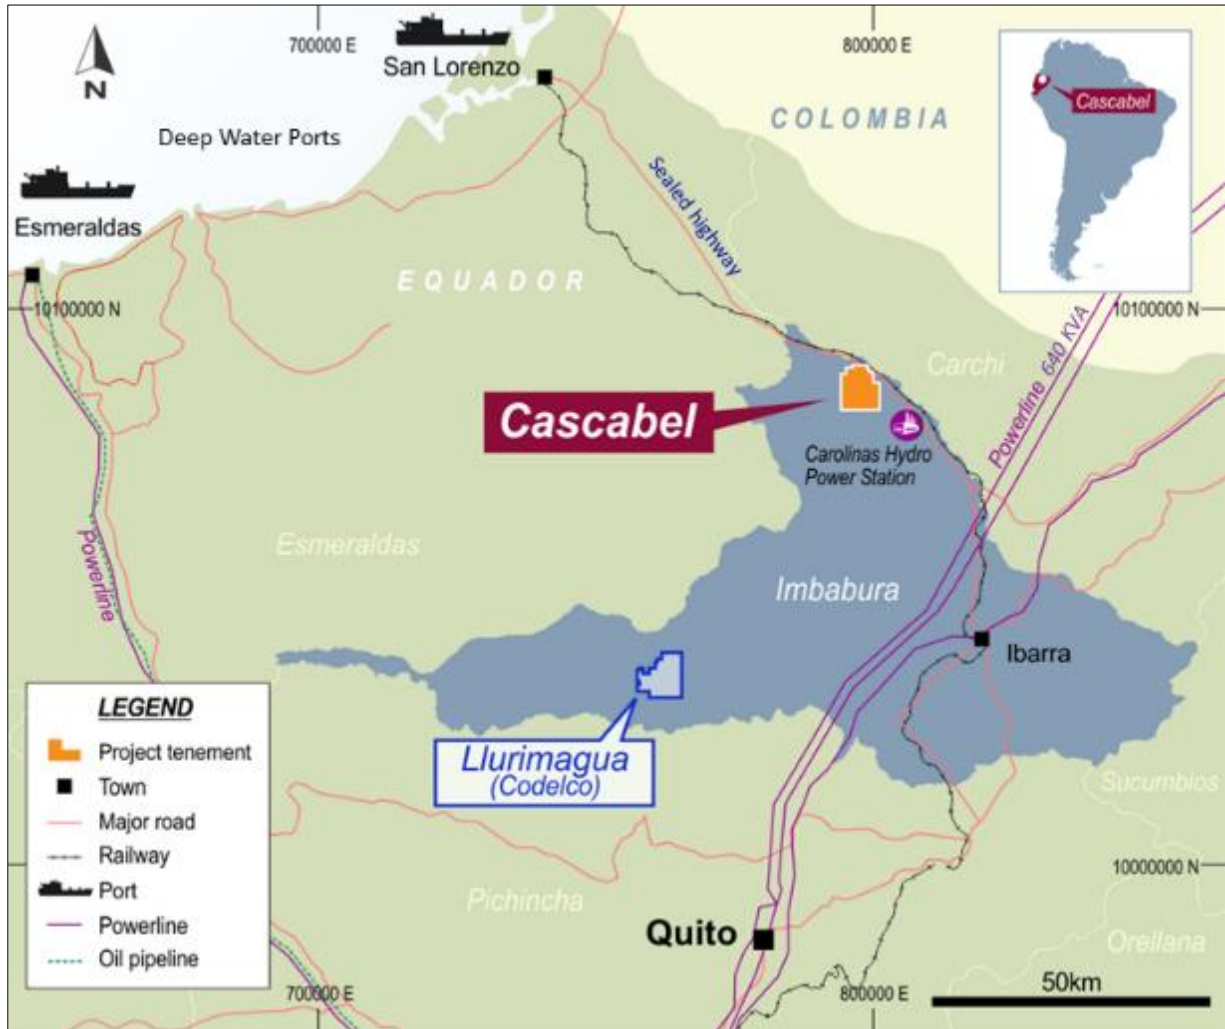 700000 E
800000 E
San Lorenzo
N
Deep Water Ports
COLOMBIA
Cascabel
Sealed highway
Esmeraldas
EQUADOR
10100000 N
10100000 N
Powerline 640 KVA
Carchi
Cascabel
Carolinas Hydro
Power Station
Esmeraldas
Powerline
Imbabura
Ibarra
LEGEND
Project tenement
Town
Major road
Railway
Port
Powerline
Oil pipeline
Llurimagua
(Codelco)
Sucumbios
10000000 N
Pichincha
Quito
Orellana
700000 E
800000 E
50km